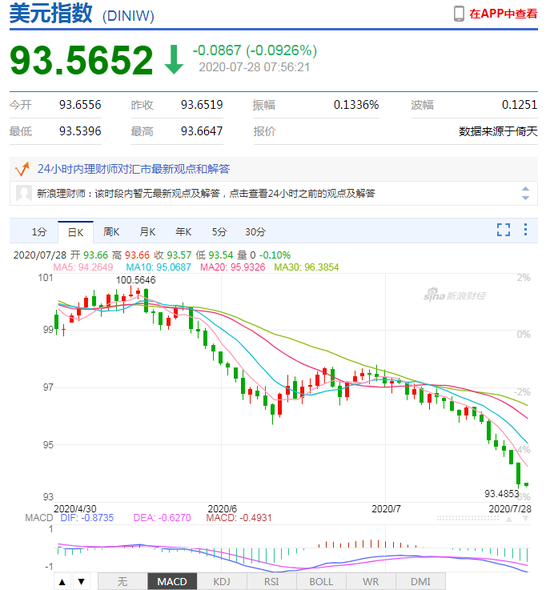 美元指数 (DINIW) 在APP中查看
93.5652 -0.0867 (-0.0926%)
2020-07-28 07:56:21
今开 93.6556 昨收 93.6519 振幅 0.1336% 波幅 0.1251
最低 93.5396 最高 93.6647 报价 数据来源于倚天
24小时内理财师对汇市最新观点和解答
新浪理财师：该时段内暂无最新观点及解答，点击查看24小时之前的观点及解答
1分 日K 周K 月K 年K 5分 30分
2020/07/28 开 93.66 高 93.66 收 93.57 低 93.54 量 0 -0.10%
MA5: 94.2649 MA10: 95.0687 MA20: 95.9326 MA30: 96.3854
101 100.5646 2%
sina新浪财经
99 0%
97 -2%
95 -4%
93 93.4853
2020/4/30 2020/6 2020/7 2020/7/28
MACD DIF: -0.8735 DEA: -0.6270 MACD: -0.4931
1
-1
无 MACD KDJ RSI BOLL WR DMI